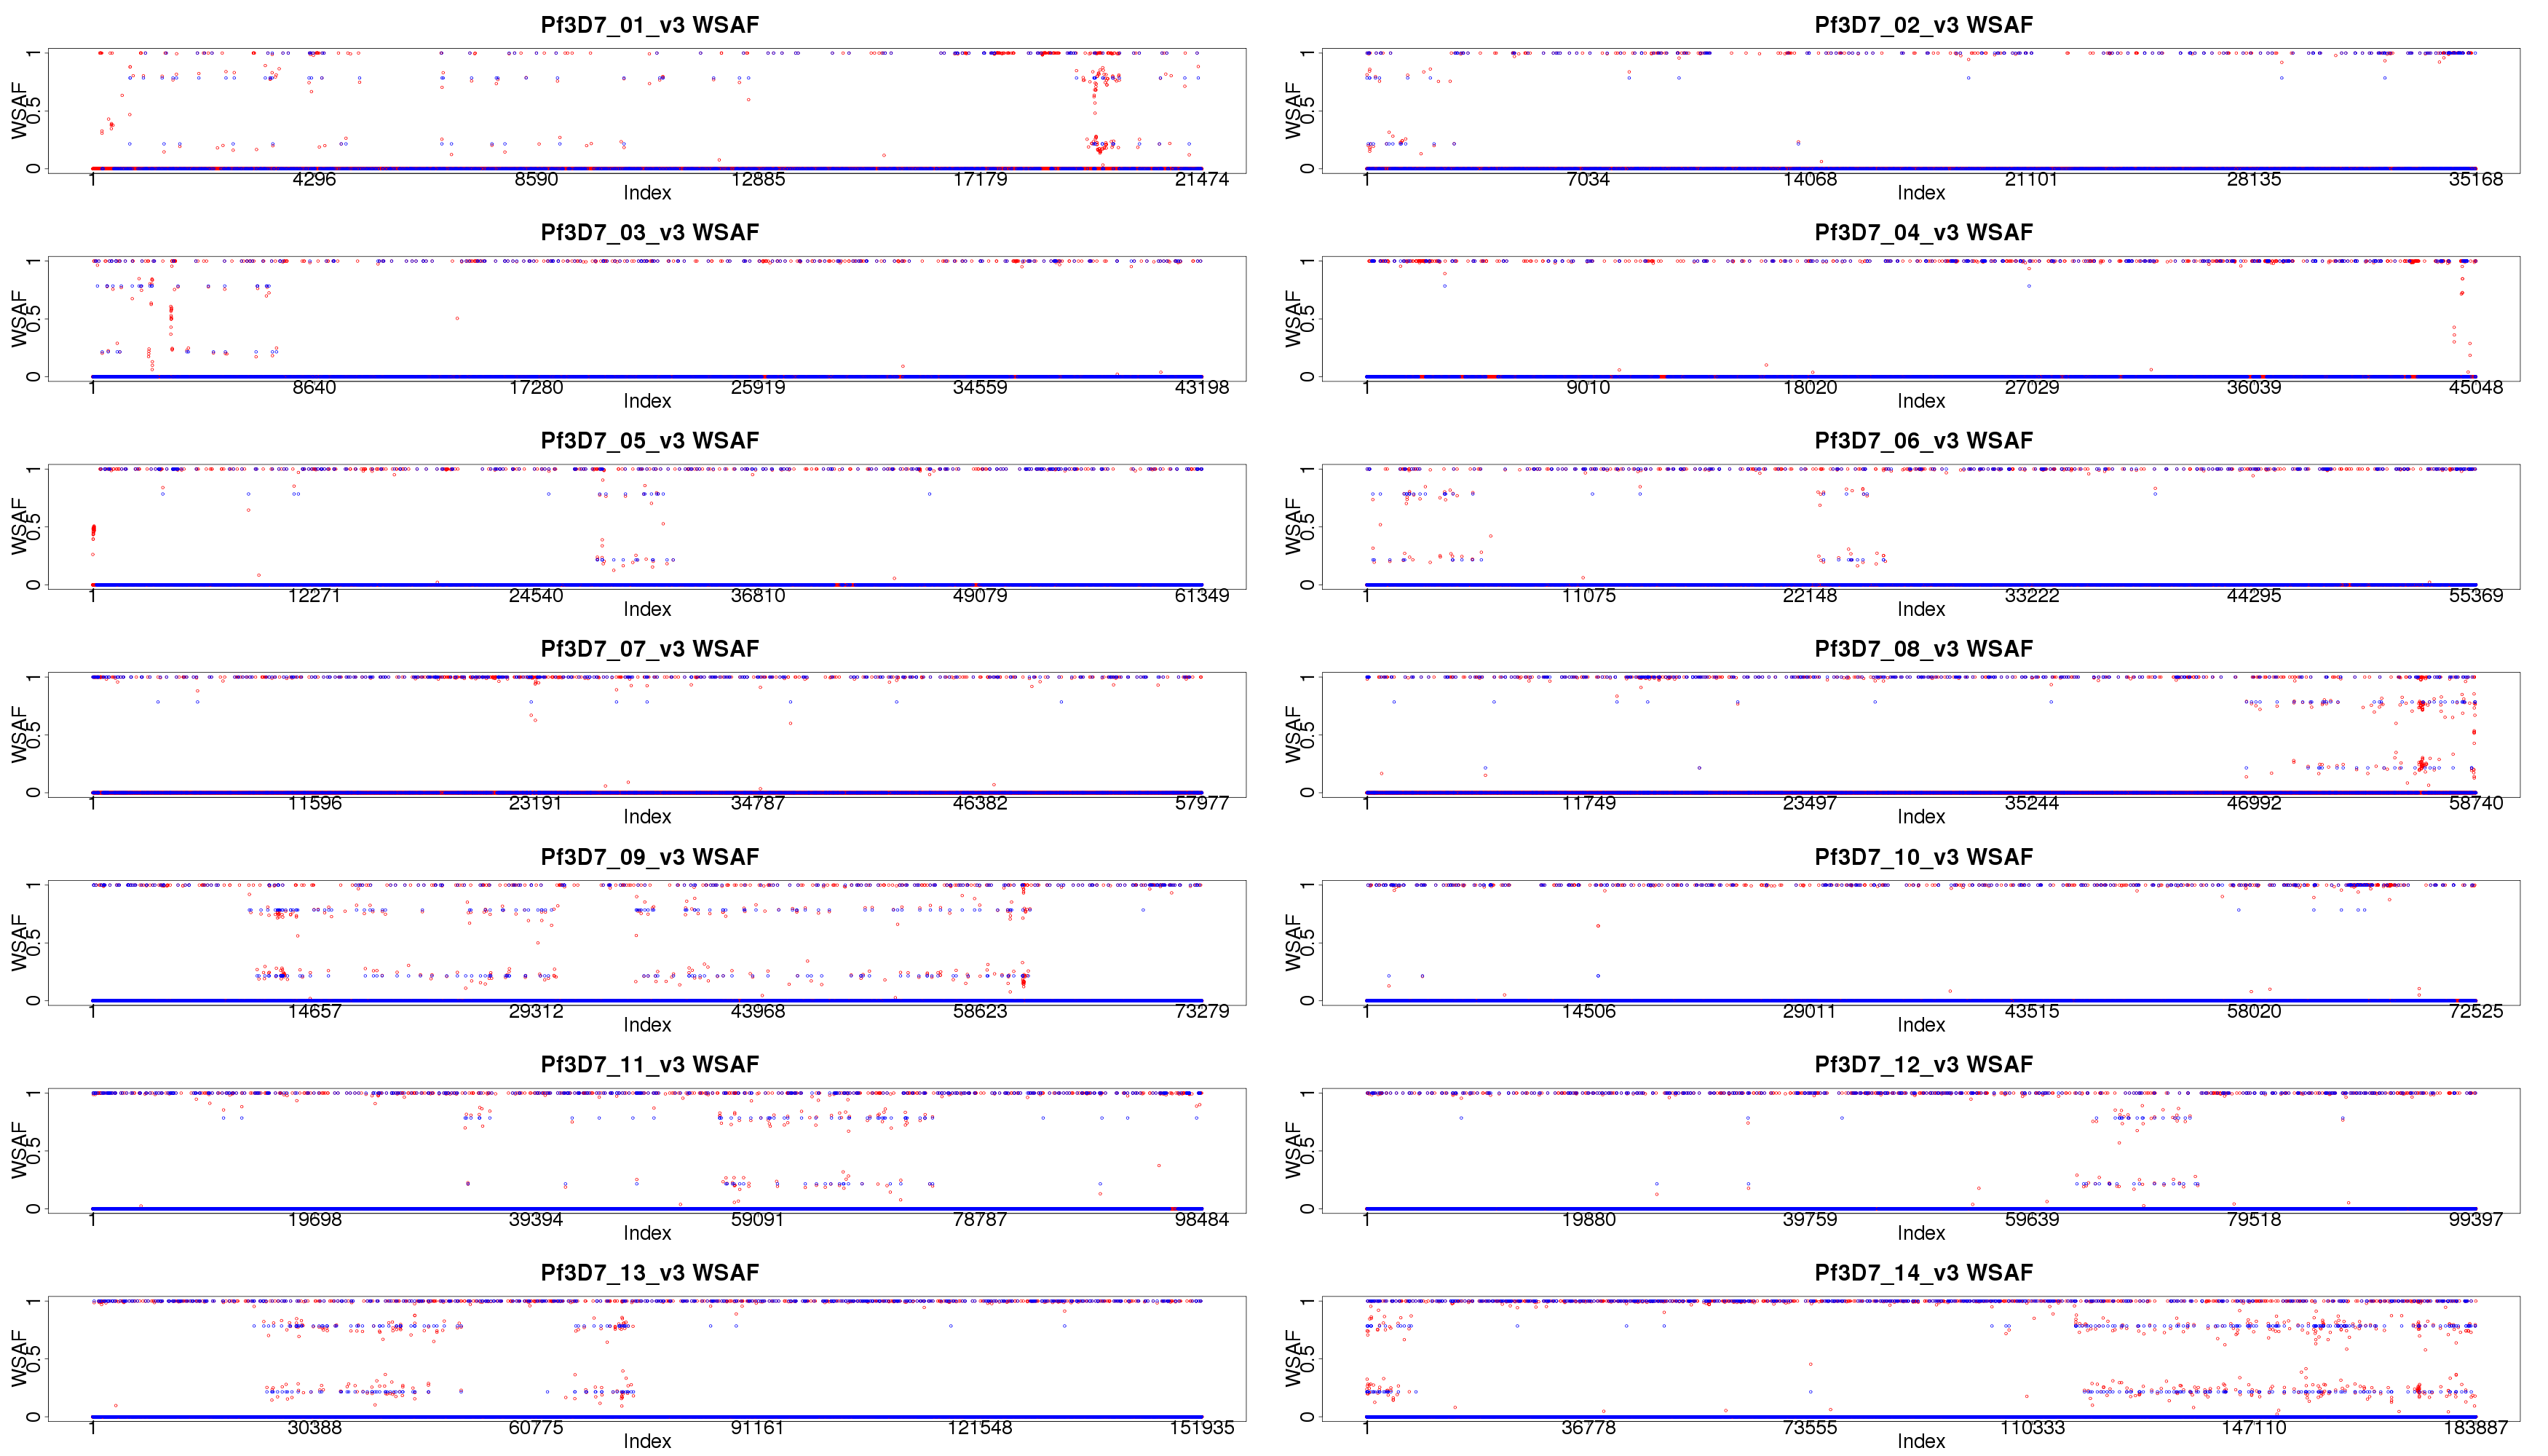 Pf3D7_01_v3 WSAF
WSAF
1
0.5
0
1 4296 8590 12885 17179 21474
Index
Pf3D7_02_v3 WSAF
WSAF
1
0.5
0
1 7034 14068 21101 28135 35168
Index
Pf3D7_03_v3 WSAF
WSAF
1
0.5
0
1 8640 17280 25919 34559 43198
Index
Pf3D7_04_v3 WSAF
WSAF
1
0.5
0
1 9010 18020 27029 36039 45048
Index
Pf3D7_05_v3 WSAF
WSAF
1
0.5
0
1 12271 24540 36810 49079 61349
Index
Pf3D7_06_v3 WSAF
WSAF
1
0.5
0
1 11075 22148 33222 44295 55369
Index
Pf3D7_07_v3 WSAF
WSAF
1
0.5
0
1 11596 23191 34787 46382 57977
Index
Pf3D7_08_v3 WSAF
WSAF
1
0.5
0
1 11749 23497 35244 46992 58740
Index
Pf3D7_09_v3 WSAF
WSAF
1
0.5
0
1 14657 29312 43968 58623 73279
Index
Pf3D7_10_v3 WSAF
WSAF
1
0.5
0
1 14506 29011 43515 58020 72525
Index
Pf3D7_11_v3 WSAF
WSAF
1
0.5
0
1 19698 39394 59091 78787 98484
Index
Pf3D7_12_v3 WSAF
WSAF
1
0.5
0
1 19880 39759 59639 79518 99397
Index
Pf3D7_13_v3 WSAF
WSAF
1
0.5
0
1 30388 60775 91161 121548 151935
Index
Pf3D7_14_v3 WSAF
WSAF
1
0.5
0
1 36778 73555 110333 147110 183887
Index